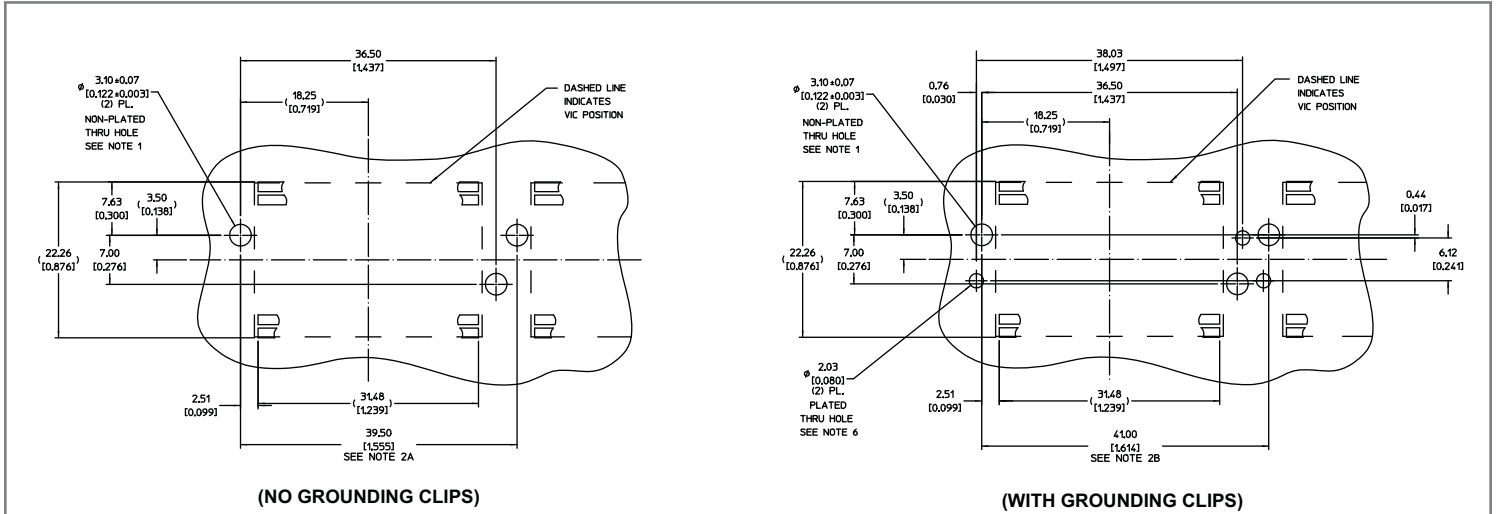 36.50
[1.437]
3.10±0.07
⌀ [0.122±0.003]
(2) PL.
NON-PLATED
THRU HOLE
SEE NOTE 1
(18.25
[0.719])
DASHED LINE
INDICATES
VIC POSITION
7.63
[0.300]
(3.50
[0.138])
(22.26
[0.876])
7.00
[0.276]
2.51
[0.099]
(31.48
[1.239])
39.50
[1.555]
SEE NOTE 2A
(NO GROUNDING CLIPS)
38.03
[1.497]
3.10±0.07
⌀ [0.122±0.003]
(2) PL.
NON-PLATED
THRU HOLE
SEE NOTE 1
0.76
[0.030]
36.50
[1.437]
(18.25
[0.719])
DASHED LINE
INDICATES
VIC POSITION
7.63
[0.300]
(3.50
[0.138])
0.44
[0.017]
(22.26
[0.876])
7.00
[0.276]
6.12
[0.241]
⌀ 2.03
[0.080]
(2) PL.
PLATED
THRU HOLE
SEE NOTE 6
2.51
[0.099]
(31.48
[1.239])
41.00
[1.614]
SEE NOTE 2B
(WITH GROUNDING CLIPS)